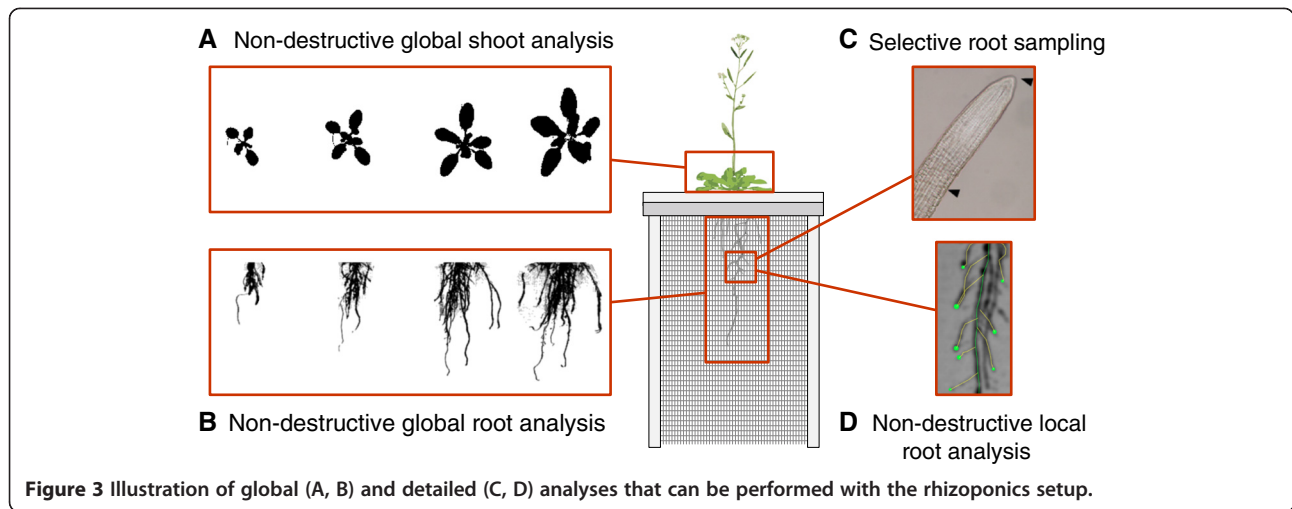 A Non-destructive global shoot analysis
C Selective root sampling
B Non-destructive global root analysis
D Non-destructive local
root analysis
Figure 3 Illustration of global (A, B) and detailed (C, D) analyses that can be performed with the rhizoponics setup.